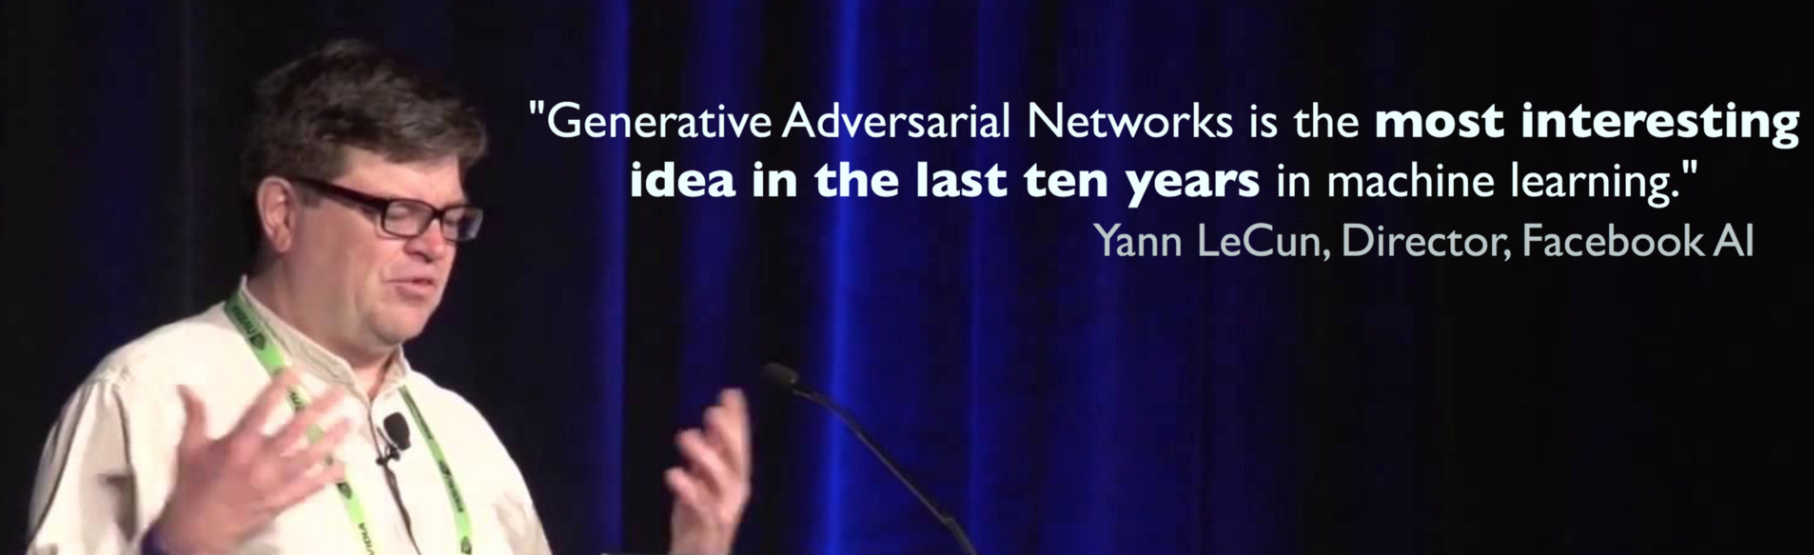 "Generative Adversarial Networks is the most interesting
idea in the last ten years in machine learning."
Yann LeCun, Director, Facebook AI
NVIDIA